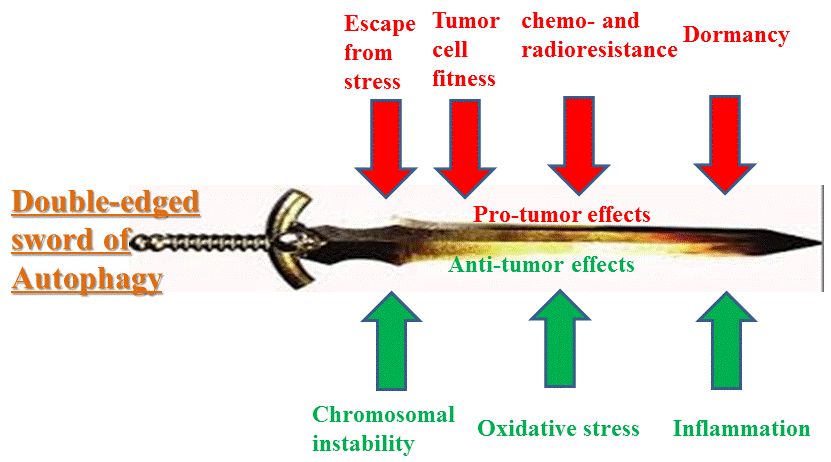 Escape
from
stress
Tumor
cell
fitness
chemo- and
radioresistance
Dormancy
Double-edged
sword of
Autophagy
Pro-tumor effects
Anti-tumor effects
Chromosomal
instability
Oxidative stress
Inflammation